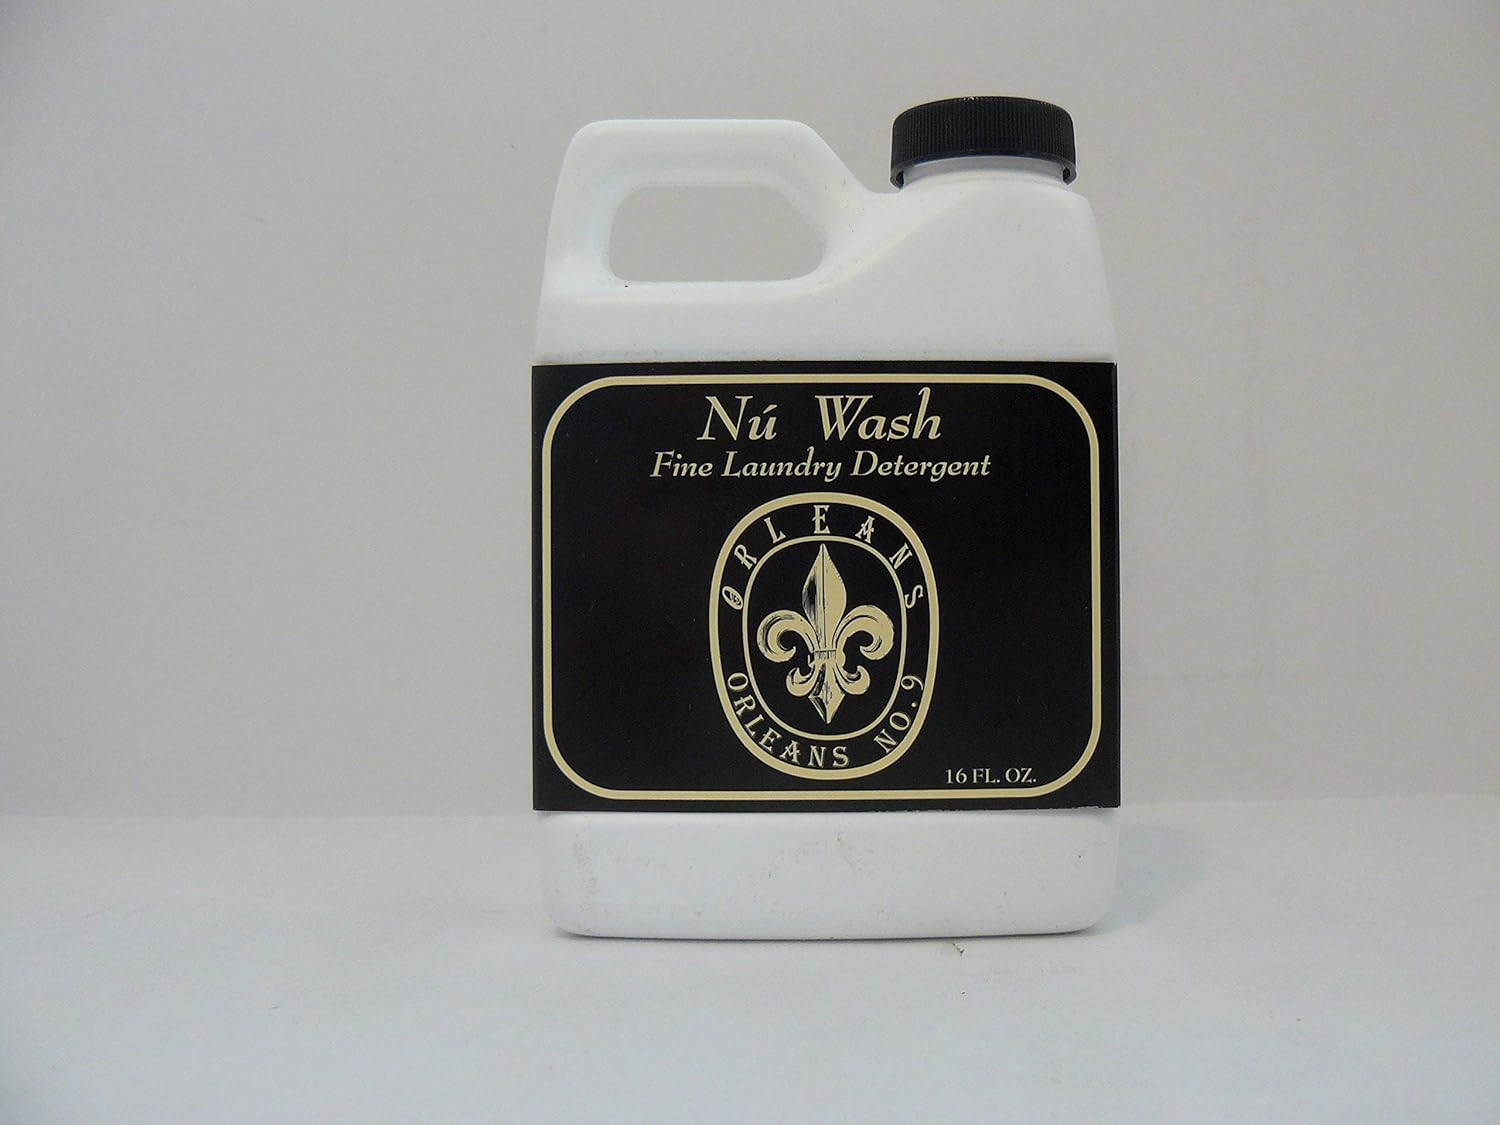 Nú Wash
Fine Laundry Detergent
ORLEANS
ORLEANS NO. 9
16 FL. OZ.